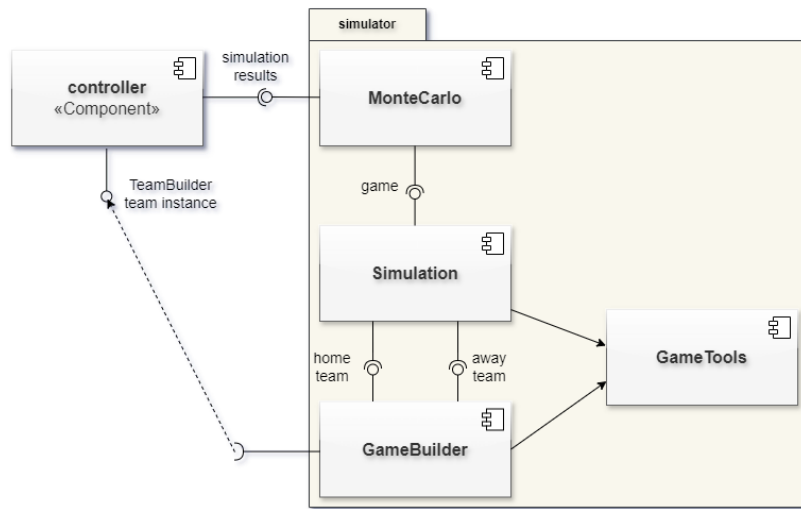 simulator
controller
«Component»
simulation
results
MonteCarlo
TeamBuilder
team instance
game
Simulation
home
team
away
team
GameTools
GameBuilder